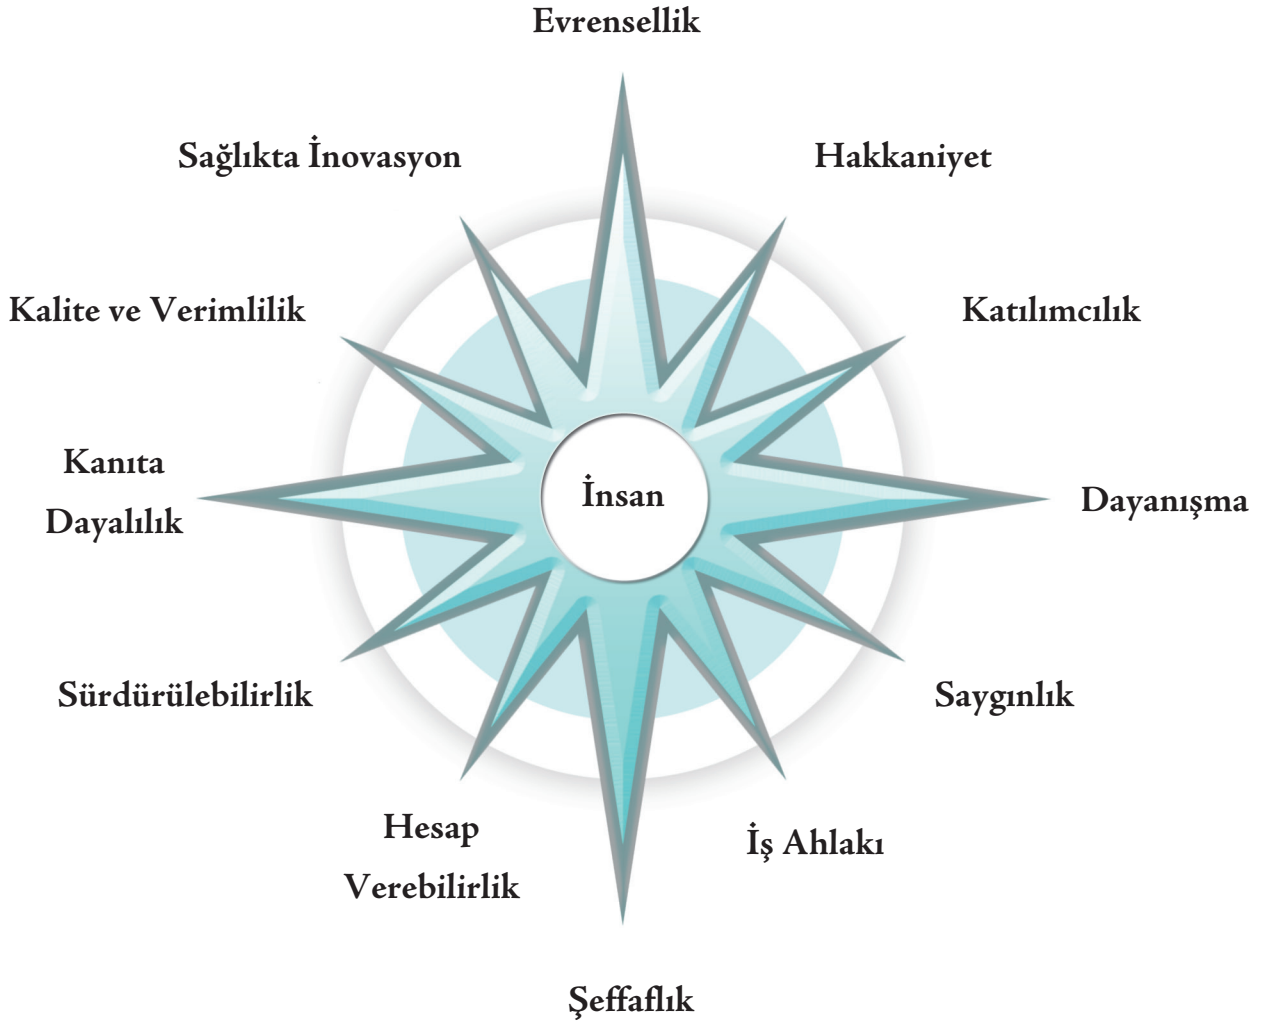 Evrensellik
Sağlıkta İnovasyon
Hakkaniyet
Kalite ve Verimlilik
Katılımcılık
Kanıta
Dayalılık
İnsan
Dayanışma
Sürdürülebilirlik
Saygınlık
Hesap
Verebilirlik
İş Ahlakı
Şeffaflık